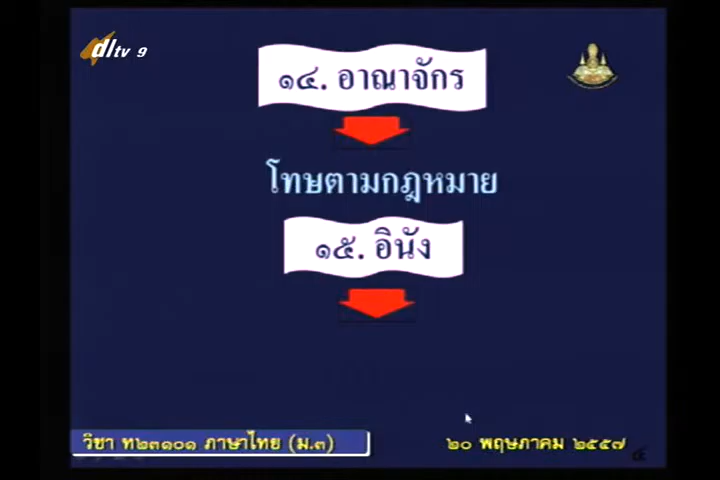 dltv 9
๑๔. อาณาจักร
โทษตามกฎหมาย
๑๕. อินัง
วิชา ท๒๓๑๐๑ ภาษาไทย (ม.๓)
๒๐ พฤษภาคม ๒๕๕๗